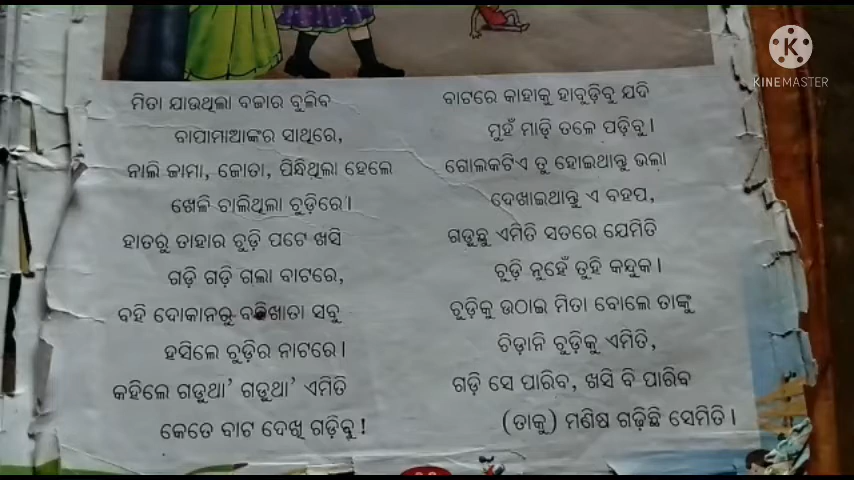 ମିତା ଯାଉଥିଲା ବଜାର ବୁଲିବ
ବାପାମାଆଙ୍କର ସାଥିରେ,
ନାଲି ଜାମା, ଜୋତା, ପିନ୍ଧିଥିଲା ହେଲେ
ଖେଳି ଚାଲିଥିଲା ଚୁଡ଼ିରେ।
ହାତରୁ ତାହାର ଚୁଡ଼ି ପଟେ ଖସି
ଗଡ଼ି ଗଡ଼ି ଗଲା ବାଟରେ,
ବହି ଦୋକାନରୁ ବହିଖାତା ସବୁ
ହସିଲେ ଚୁଡ଼ିର ନାଟରେ।
କହିଲେ ଗଡୁଥା' ଗଡୁଥା' ଏମିତି
କେତେ ବାଟ ଦେଖି ଗଡ଼ିବୁ!
ବାଟରେ କାହାକୁ ହାବୁଡ଼ିବୁ ଯଦି
ମୁହଁ ମାଡ଼ି ତଳେ ପଡ଼ିବୁ।
ଗୋଲକଟିଏ ତୁ ହୋଇଥାନ୍ତୁ ଭଲା
ଦେଖାଇଥାନ୍ତୁ ଏ ବହପ,
ଗଡୁଛୁ ଏମିତି ସତରେ ଯେମିତି
ଚୁଡ଼ି ନୁହେଁ ତୁହି କନ୍ଦୁକ।
ଚୁଡ଼ିକୁ ଉଠାଇ ମିତା ବୋଲେ ତାଙ୍କୁ
ଚିଡ଼ାନି ଚୁଡ଼ିକୁ ଏମିତି,
ଗଡ଼ି ସେ ପାରିବ, ଖସି ବି ପାରିବ
(ତାକୁ) ମଣିଷ ଗଢ଼ିଛି ସେମିତି।
KINEMASTER